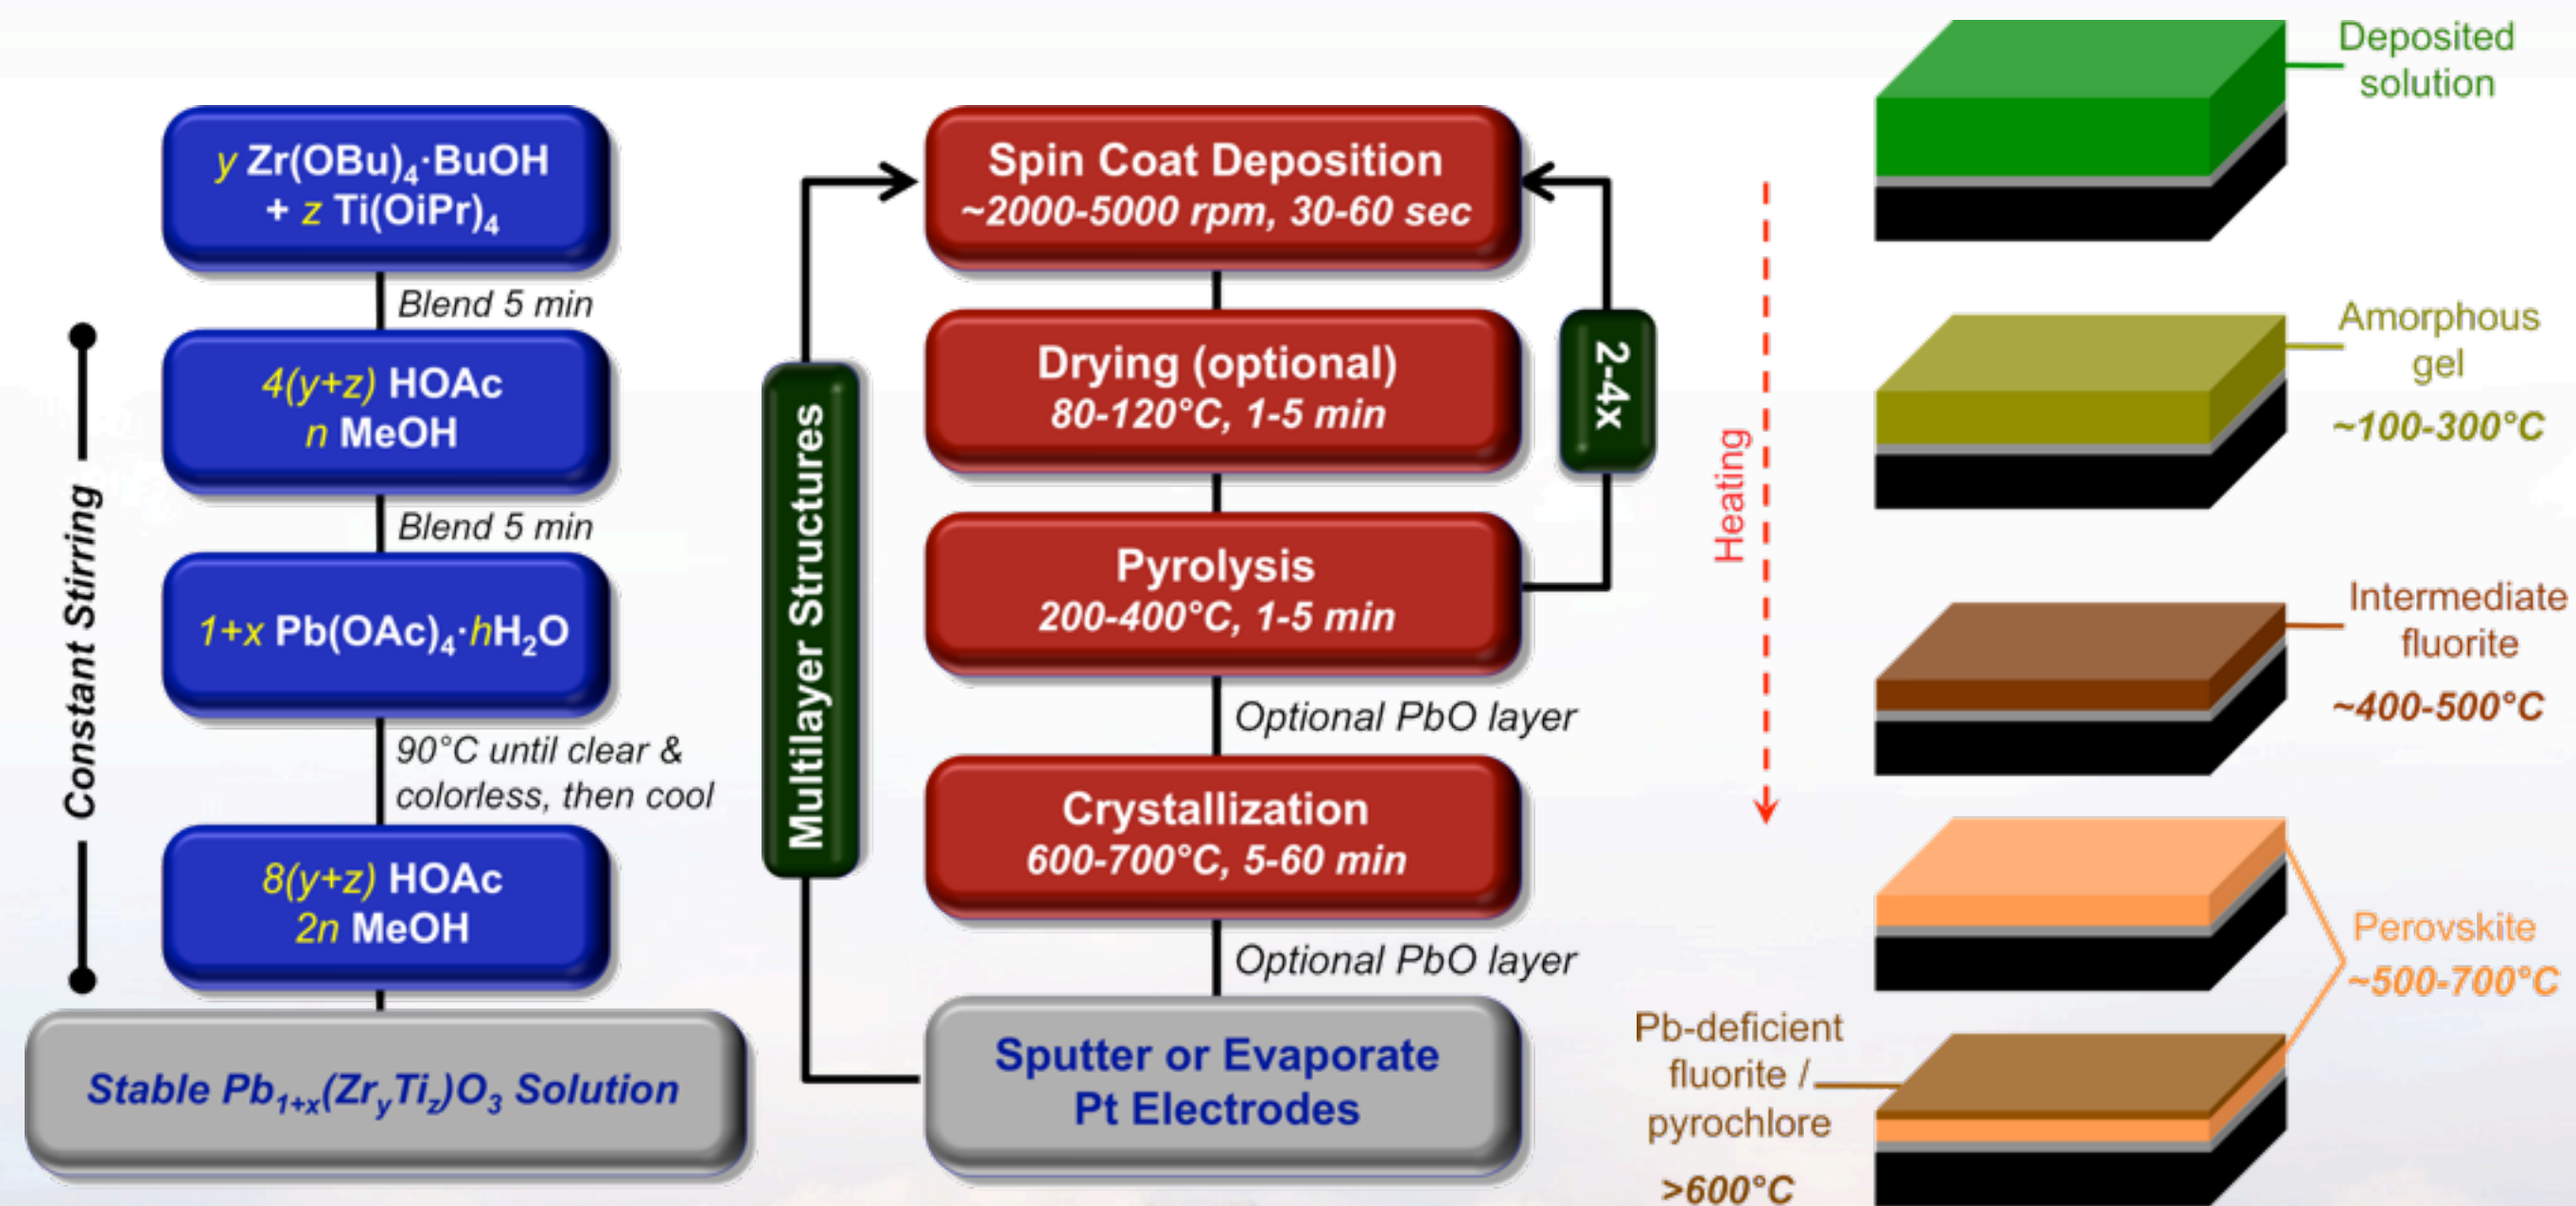 y Zr(OBu)₄·BuOH
+ z Ti(OiPr)₄
Blend 5 min
4(y+z) HOAc
n MeOH
Blend 5 min
1+x Pb(OAc)₄·hH₂O
90°C until clear &
colorless, then cool
8(y+z) HOAc
2n MeOH
Stable Pb₁₊ₓ(ZrᵧTi_z)O₃ Solution
Constant Stirring
Multilayer Structures
Spin Coat Deposition
~2000-5000 rpm, 30-60 sec
Drying (optional)
80-120°C, 1-5 min
2-4x
Pyrolysis
200-400°C, 1-5 min
Optional PbO layer
Crystallization
600-700°C, 5-60 min
Optional PbO layer
Sputter or Evaporate
Pt Electrodes
Heating
Deposited
solution
Amorphous
gel
~100-300°C
Intermediate
fluorite
~400-500°C
Perovskite
~500-700°C
Pb-deficient
fluorite /
pyrochlore
>600°C